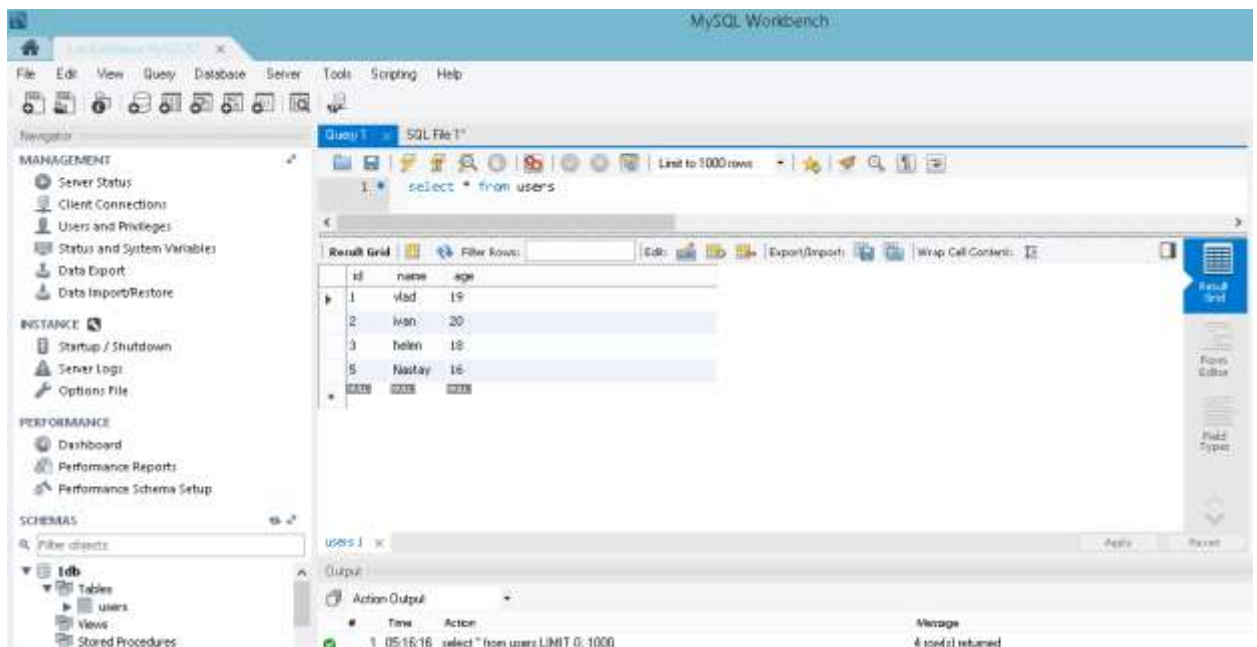 MySQL Workbench
File Edit View Query Database Server Tools Scripting Help
Navigator
MANAGEMENT
Server Status
Client Connections
Users and Privileges
Status and System Variables
Data Export
Data Import/Restore
INSTANCE
Startup / Shutdown
Server Logs
Options File
PERFORMANCE
Dashboard
Performance Reports
Performance Schema Setup
SCHEMAS
Filter objects
1db
Tables
users
Views
Stored Procedures
Query 1 SQL File 1*
Limit to 1000 rows
1 select * from users
Result Grid Filter Rows: Edit: Export/Import: Wrap Cell Content:
id name age
1 vlad 19
2 ivan 20
3 helen 18
5 Nastay 16
NULL NULL NULL
Result Grid
Form Editor
Field Types
users 1 Apply Revert
Output
Action Output
# Time Action Message
1 05:16:16 select * from users LIMIT 0, 1000 4 row(s) returned